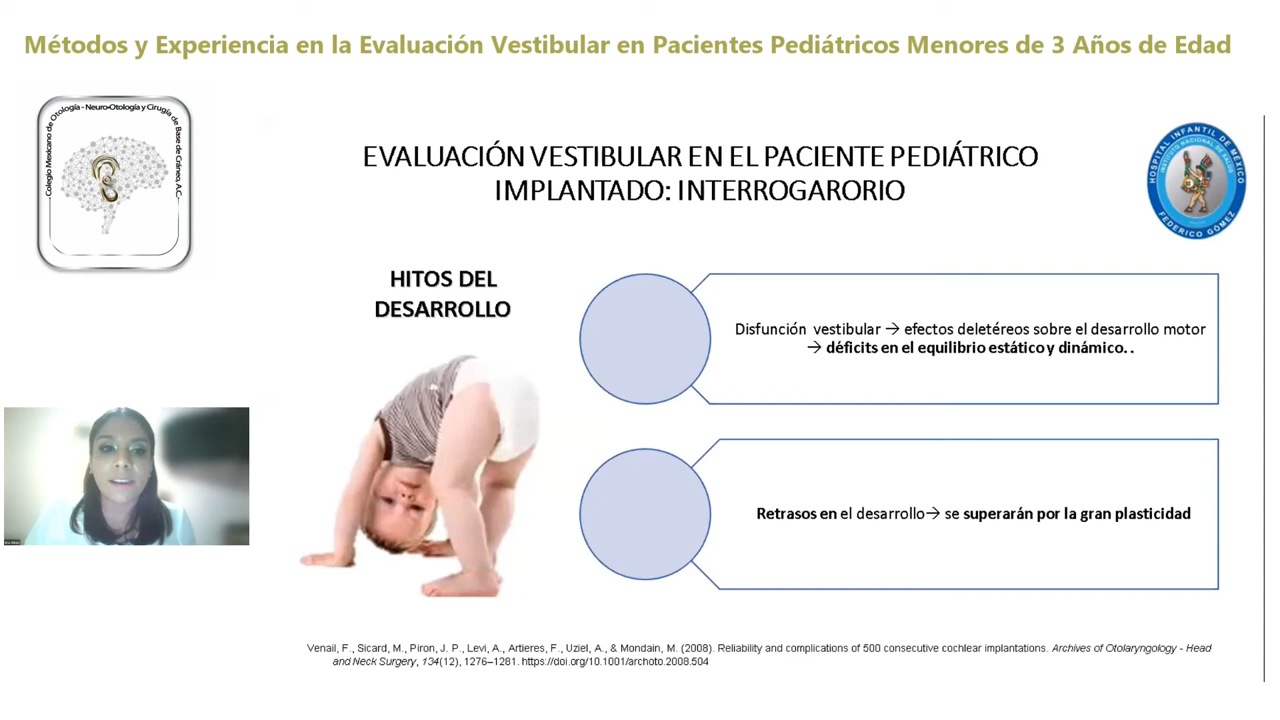 Métodos y Experiencia en la Evaluación Vestibular en Pacientes Pediátricos Menores de 3 Años de Edad
Colegio Mexicano de Otología - Neuro-Otología y Cirugía de Base de Cráneo, A.C.
EVALUACIÓN VESTIBULAR EN EL PACIENTE PEDIÁTRICO
IMPLANTADO: INTERROGARORIO
HOSPITAL INFANTIL DE MÉXICO
INSTITUTO NACIONAL DE SALUD
FEDERICO GÓMEZ
HITOS DEL
DESARROLLO
Disfunción vestibular → efectos deletéreos sobre el desarrollo motor
→ déficits en el equilibrio estático y dinámico. .
Retrasos en el desarrollo→ se superarán por la gran plasticidad
Venail, F., Sicard, M., Piron, J. P., Levi, A., Artieres, F., Uziel, A., & Mondain, M. (2008). Reliability and complications of 500 consecutive cochlear implantations. Archives of Otolaryngology - Head
and Neck Surgery, 134(12), 1276–1281. https://doi.org/10.1001/archoto.2008.504